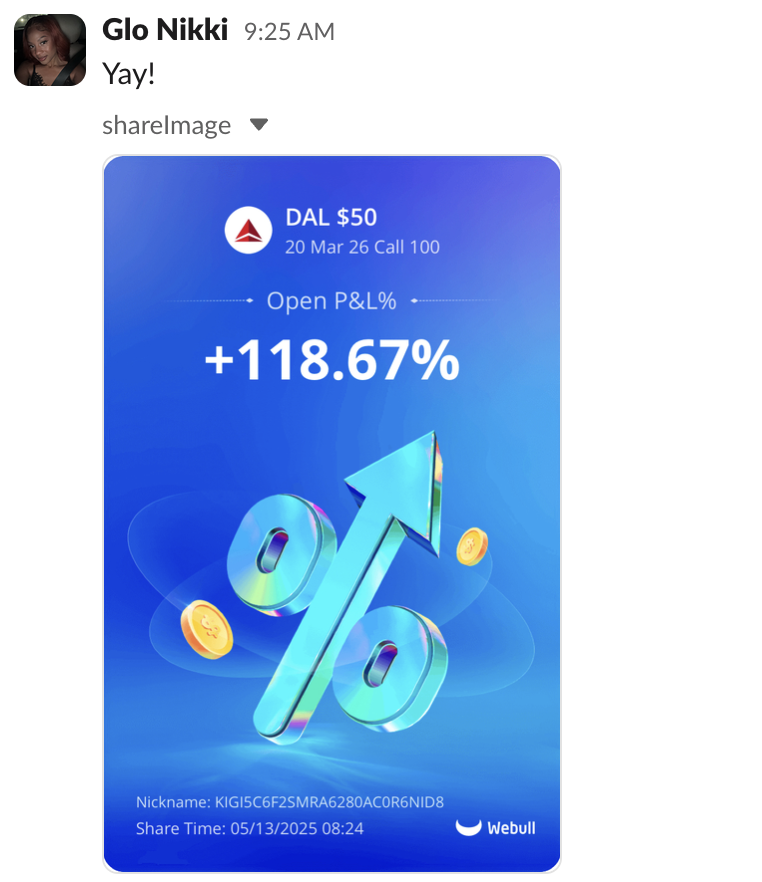 Glo Nikki 9:25 AM
Yay!
shareImage
DAL $50
20 Mar 26 Call 100
Open P&L%
+118.67%
Nickname: KIGI5C6F2SMRA6280AC0R6NID8
Share Time: 05/13/2025 08:24
Webull